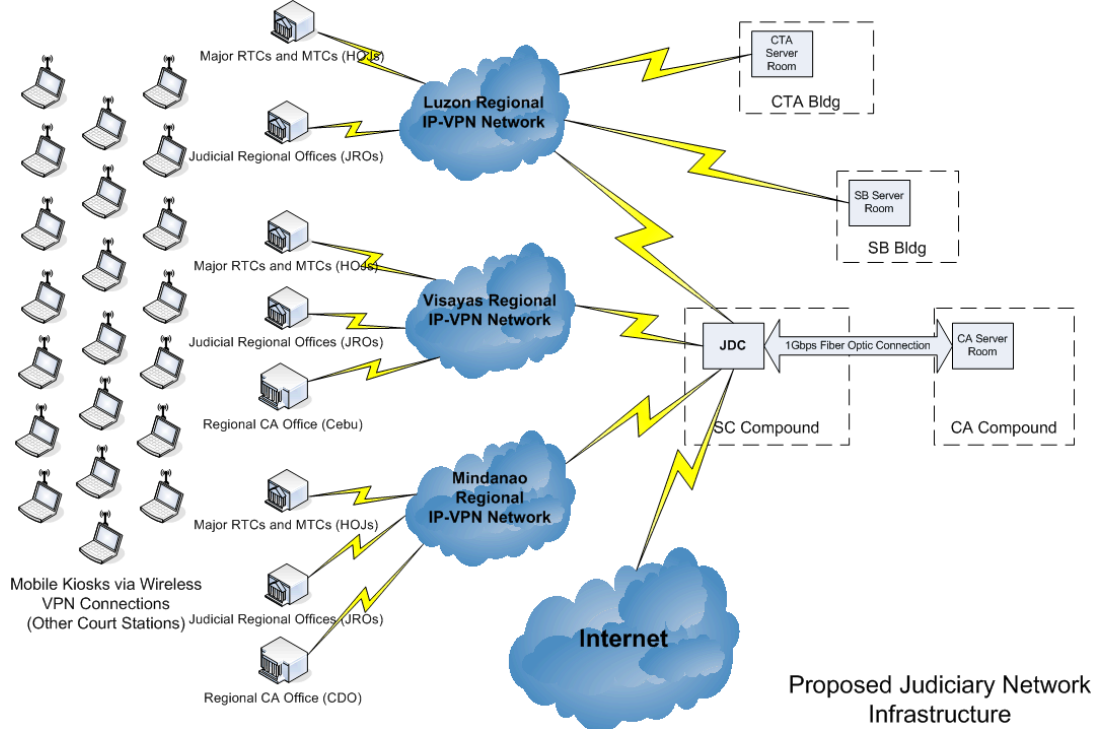 Major RTCs and MTCs (HOJs)
Judicial Regional Offices (JROs)
Luzon Regional
IP-VPN Network
CTA
Server
Room
CTA Bldg
SB Server
Room
SB Bldg
Major RTCs and MTCs (HOJs)
Judicial Regional Offices (JROs)
Regional CA Office (Cebu)
Visayas Regional
IP-VPN Network
JDC
1Gbps Fiber Optic Connection
CA Server
Room
SC Compound
CA Compound
Major RTCs and MTCs (HOJs)
Judicial Regional Offices (JROs)
Regional CA Office (CDO)
Mindanao
Regional
IP-VPN Network
Mobile Kiosks via Wireless
VPN Connections
(Other Court Stations)
Internet
Proposed Judiciary Network
Infrastructure